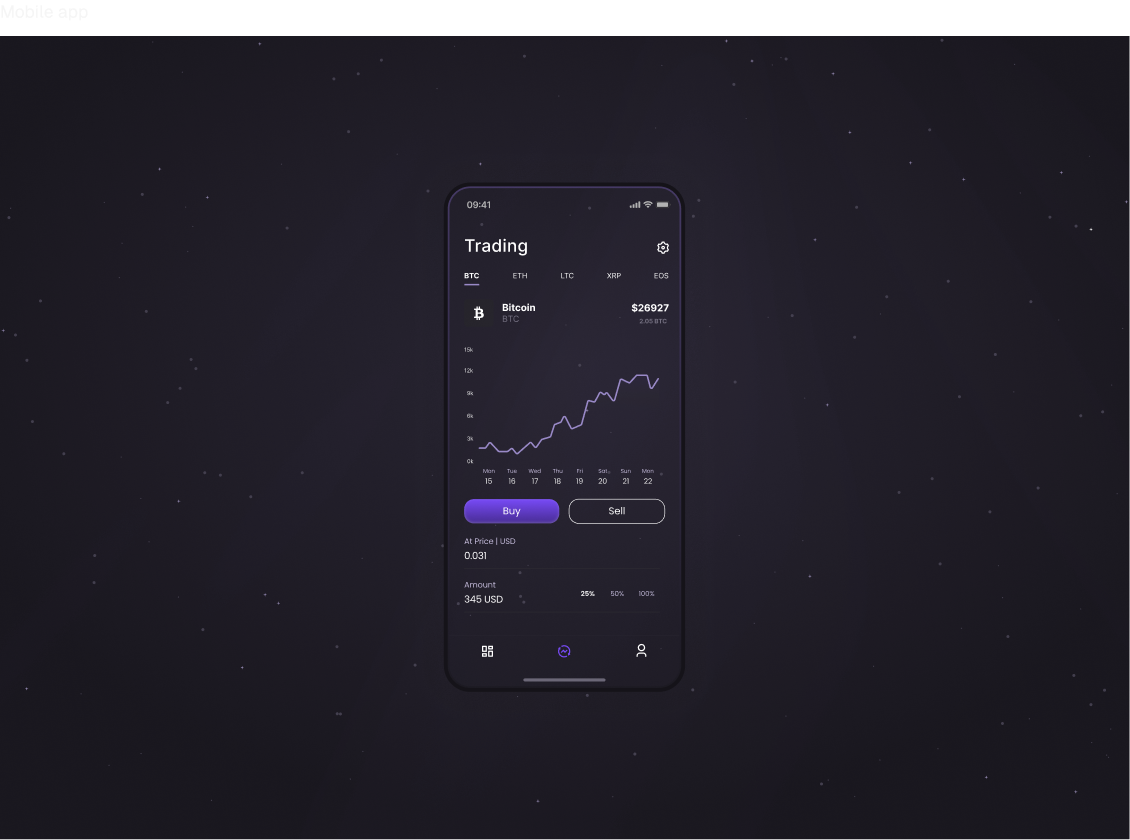 Mobile app
09:41
Trading
BTC ETH LTC XRP EOS
Bitcoin $26927
BTC 2.05 BTC
15k
12k
9k
6k
3k
0k
Mon Tue Wed Thu Fri Sat Sun Mon
15 16 17 18 19 20 21 22
Buy Sell
At Price | USD
0.031
Amount
345 USD 25% 50% 100%